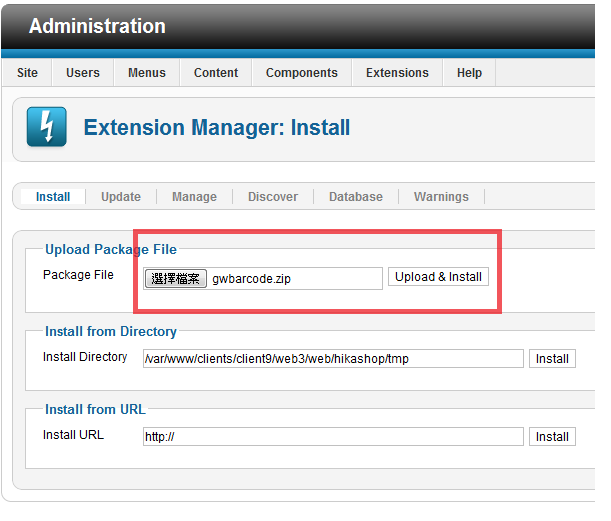 Administration
Site Users Menus Content Components Extensions Help
Extension Manager: Install
Install Update Manage Discover Database Warnings
Upload Package File
Package File 選擇檔案 gwbarcode.zip Upload & Install
Install from Directory
Install Directory /var/www/clients/client9/web3/web/hikashop/tmp Install
Install from URL
Install URL http:// Install